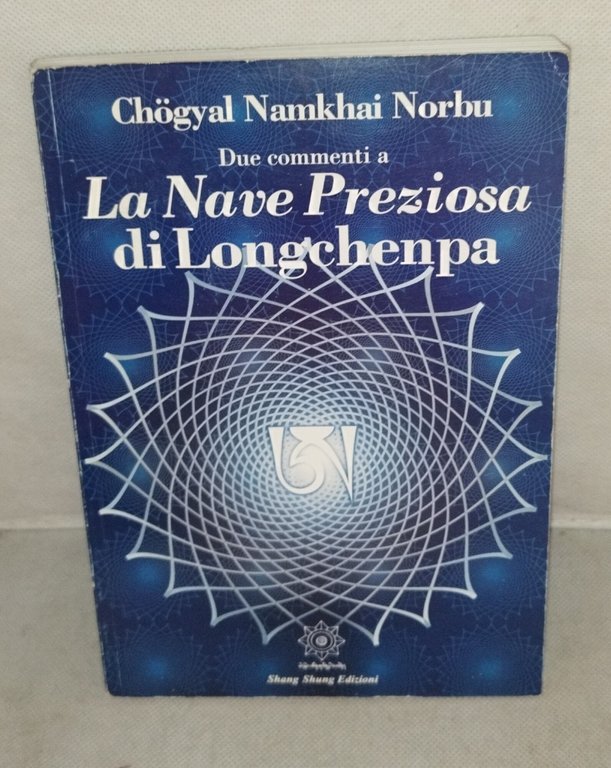 Chögyal Namkhai Norbu
Due commenti a
La Nave Preziosa
di Longchenpa
ཨ
Shang Shung Edizioni